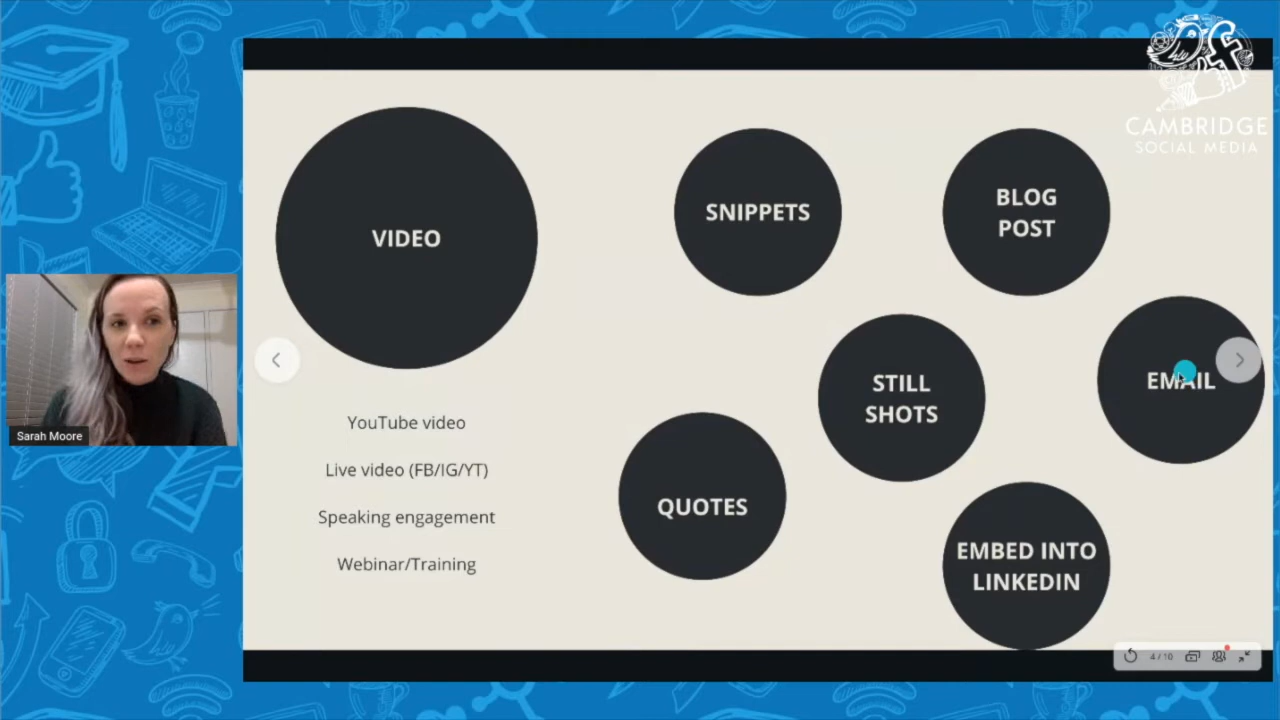 CAMBRIDGE
SOCIAL MEDIA
VIDEO
YouTube video
Live video (FB/IG/YT)
Speaking engagement
Webinar/Training
SNIPPETS
BLOG
POST
STILL
SHOTS
EMAIL
QUOTES
EMBED INTO
LINKEDIN
Sarah Moore
4/10